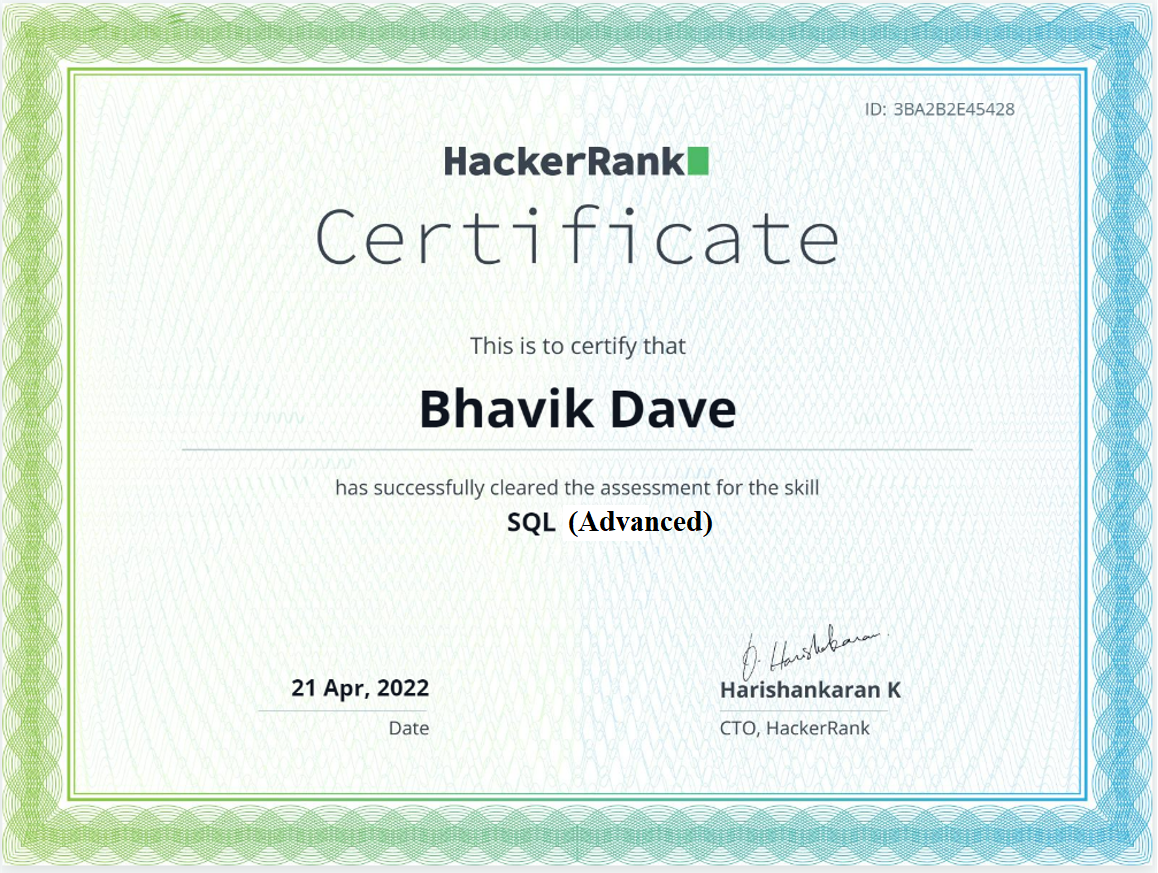 ID: 3BA2B2E45428
HackerRank
Certificate
This is to certify that
Bhavik Dave
has successfully cleared the assessment for the skill
SQL (Advanced)
21 Apr, 2022
Date
Harishankaran K
CTO, HackerRank